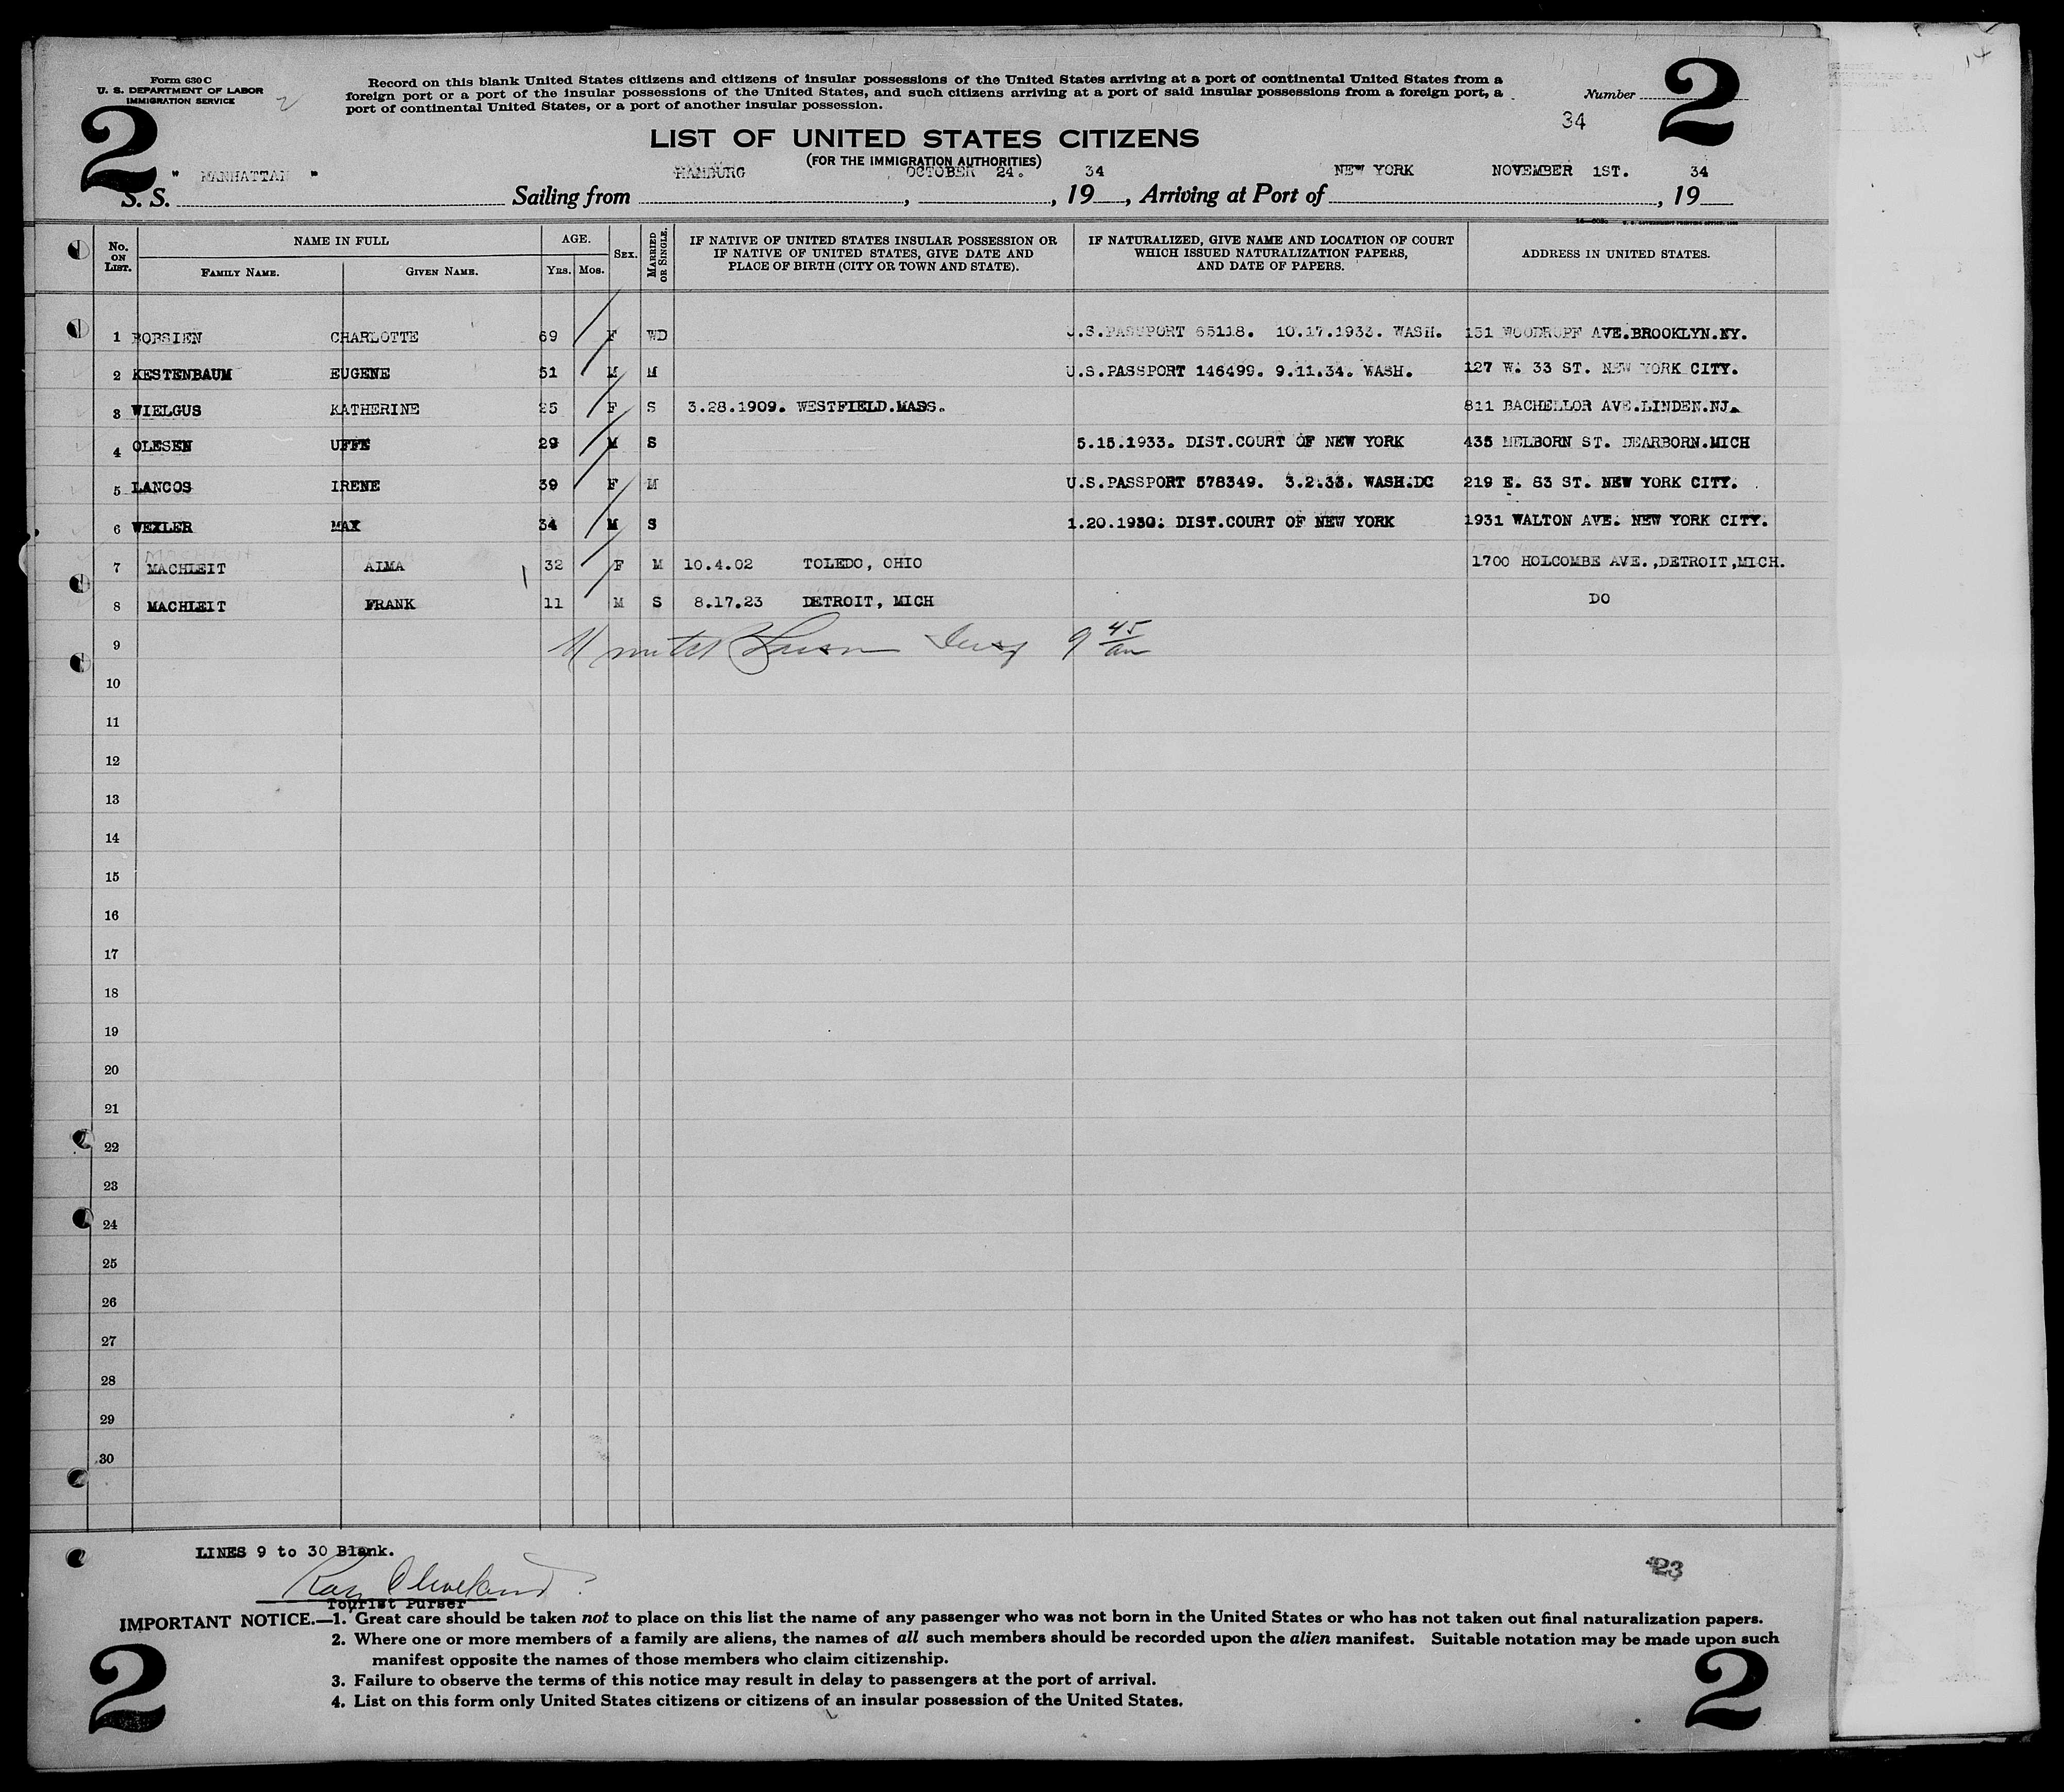 Form 630 C
U. S. DEPARTMENT OF LABOR
IMMIGRATION SERVICE
2
Record on this blank United States citizens and citizens of insular possessions of the United States arriving at a port of continental United States from a
foreign port or a port of the insular possessions of the United States, and such citizens arriving at a port of said insular possessions from a foreign port, a
port of continental United States, or a port of another insular possession.
Number
34
2
2
LIST OF UNITED STATES CITIZENS
(FOR THE IMMIGRATION AUTHORITIES)
S. S. " MANHATTAN " Sailing from HAMBURG, OCTOBER 24., 19 34, Arriving at Port of NEW YORK NOVEMBER 1ST., 19 34
No. ON LIST. NAME IN FULL AGE. SEX. MARRIED OR SINGLE. IF NATIVE OF UNITED STATES INSULAR POSSESSION OR IF NATIVE OF UNITED STATES, GIVE DATE AND PLACE OF BIRTH (CITY OR TOWN AND STATE). IF NATURALIZED, GIVE NAME AND LOCATION OF COURT WHICH ISSUED NATURALIZATION PAPERS, AND DATE OF PAPERS. ADDRESS IN UNITED STATES.
FAMILY NAME. GIVEN NAME. YRS. MOS.
1 CHARLOTTE 69 F WD U.S.PASSPORT 10.17.1933. WASH. 151 WOODRUFF AVE.BROOKLYN.NY.
2 KESTENBAUM EUGENE 51 M M U.S.PASSPORT 146499. 9.11.34. WASH. 127 W. 33 ST. NEW YORK CITY.
3 WIELGUS KATHERINE 25 F S 3.28.1909. WESTFIELD.MASS. 811 BACHELLOR AVE.LINDEN.NJ.
4 OLESEN UFFE 29 M S 5.15.1933. DIST.COURT OF NEW YORK 435 MELBORN ST. DEARBORN.MICH
5 LANCOS IRENE 39 F M U.S.PASSPORT 578349. 3.2.33. WASH.DC 219 E. 83 ST. NEW YORK CITY.
6 WEXLER MAX 34 M S 1.20.1930. DIST.COURT OF NEW YORK 1931 WALTON AVE. NEW YORK CITY.
7 MACHLEIT ALMA 32 F M 10.4.02 TOLEDO, OHIO 1700 HOLCOMBE AVE.,DETROIT,MICH.
8 MACHLEIT FRANK 11 M S 8.17.23 DETROIT, MICH DO
9 9 45 am
10
11
12
13
14
15
16
17
18
19
20
21
22
23
24
25
26
27
28
29
30
LINES 9 to 30 Blank.
Ray Cleveland
Tourist Purser
23
IMPORTANT NOTICE.—1. Great care should be taken not to place on this list the name of any passenger who was not born in the United States or who has not taken out final naturalization papers.
2. Where one or more members of a family are aliens, the names of all such members should be recorded upon the alien manifest. Suitable notation may be made upon such
manifest opposite the names of those members who claim citizenship.
3. Failure to observe the terms of this notice may result in delay to passengers at the port of arrival.
4. List on this form only United States citizens or citizens of an insular possession of the United States.
2
2